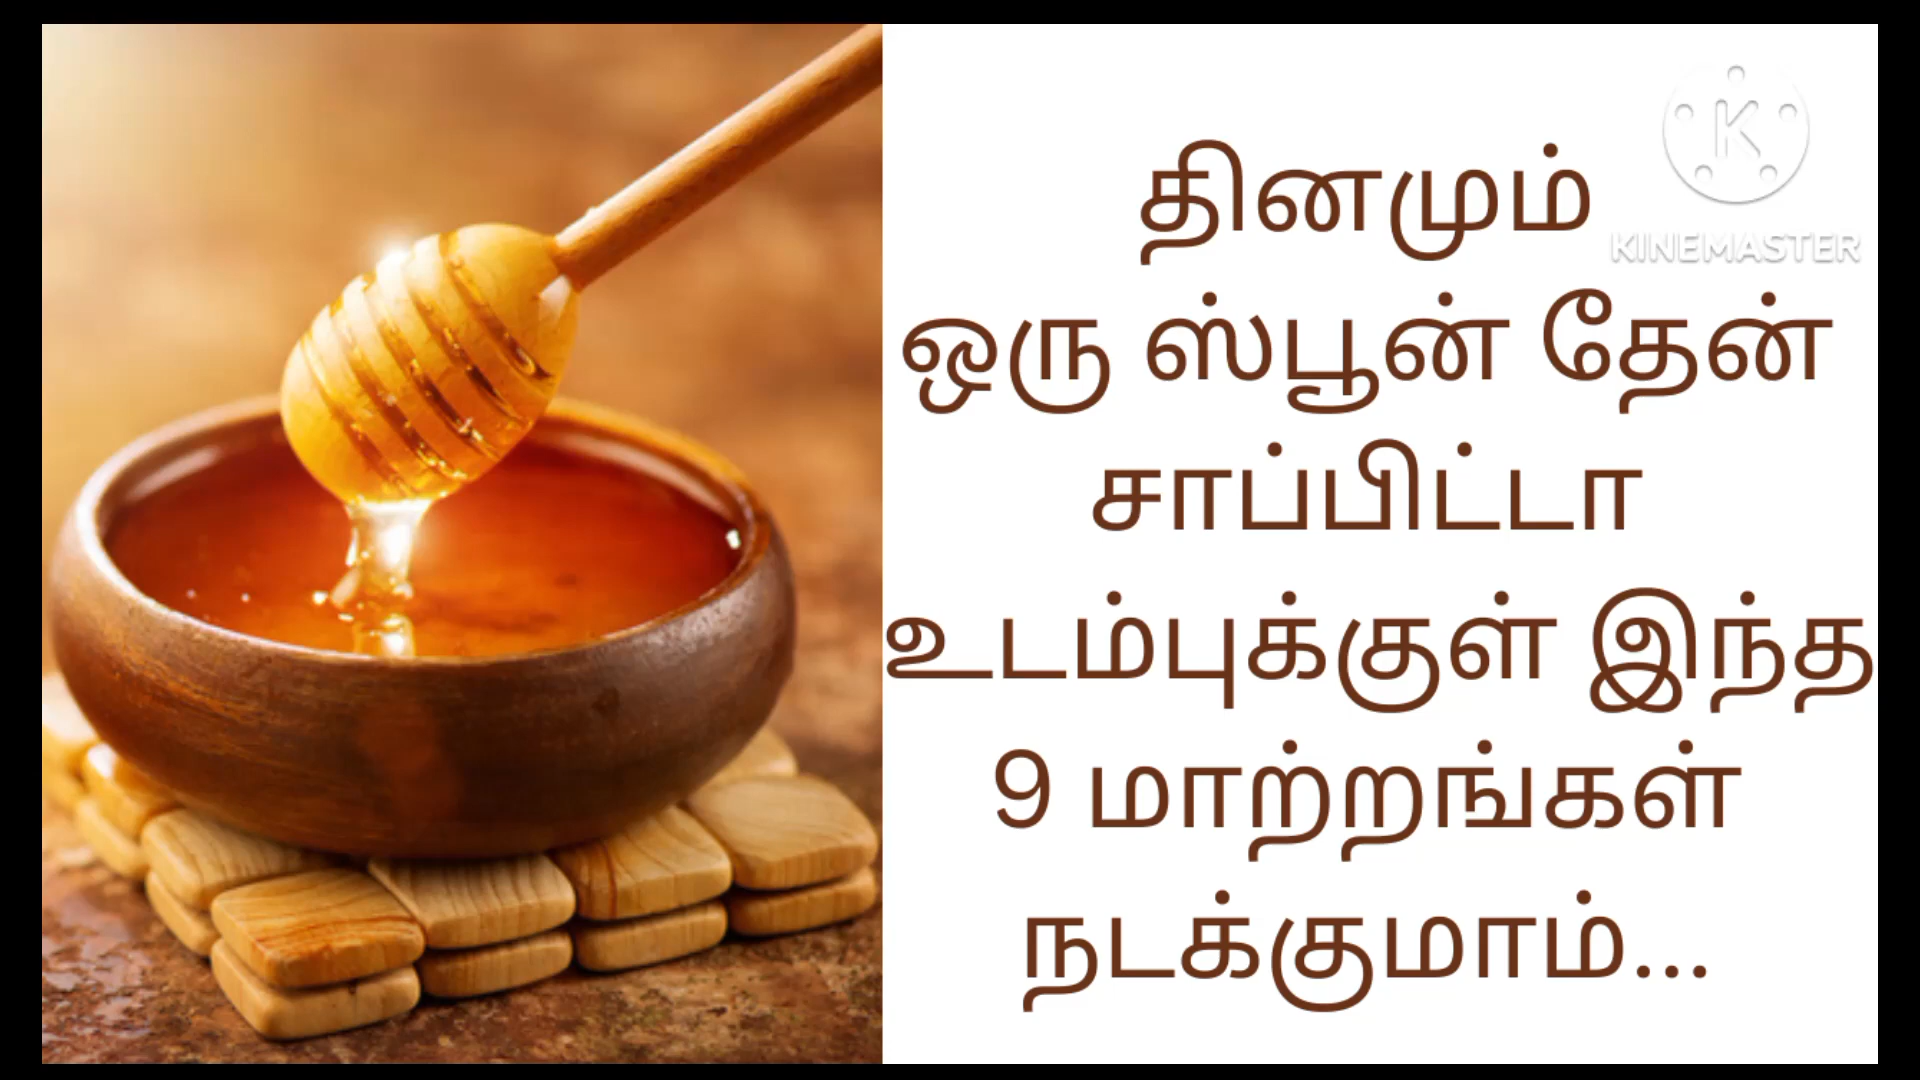 தினமும்
ஒரு ஸ்பூன் தேன்
சாப்பிட்டா
உடம்புக்குள் இந்த
9 மாற்றங்கள்
நடக்குமாம்...
K
KINEMASTER